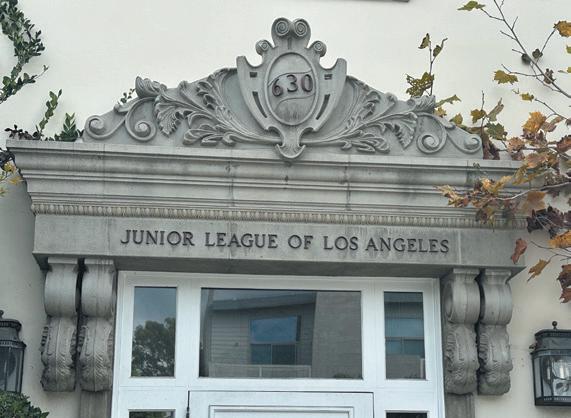 630
JUNIOR LEAGUE OF LOS ANGELES